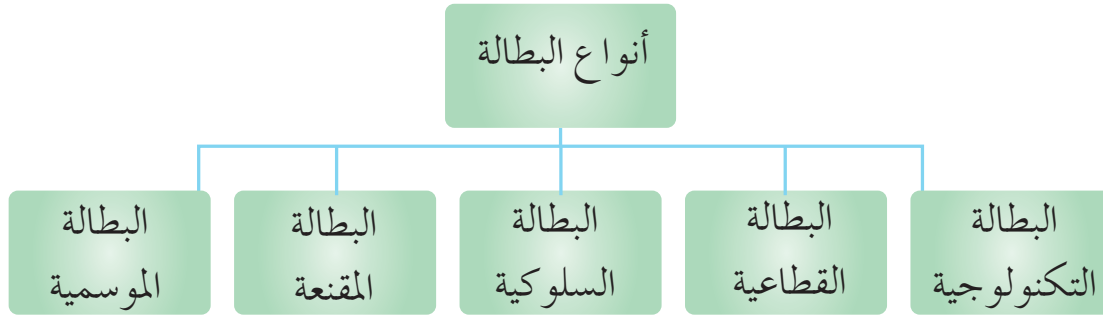 أنواع البطالة
البطالة
التكنولوجية
البطالة
القطاعية
البطالة
السلوكية
البطالة
المقنعة
البطالة
الموسمية